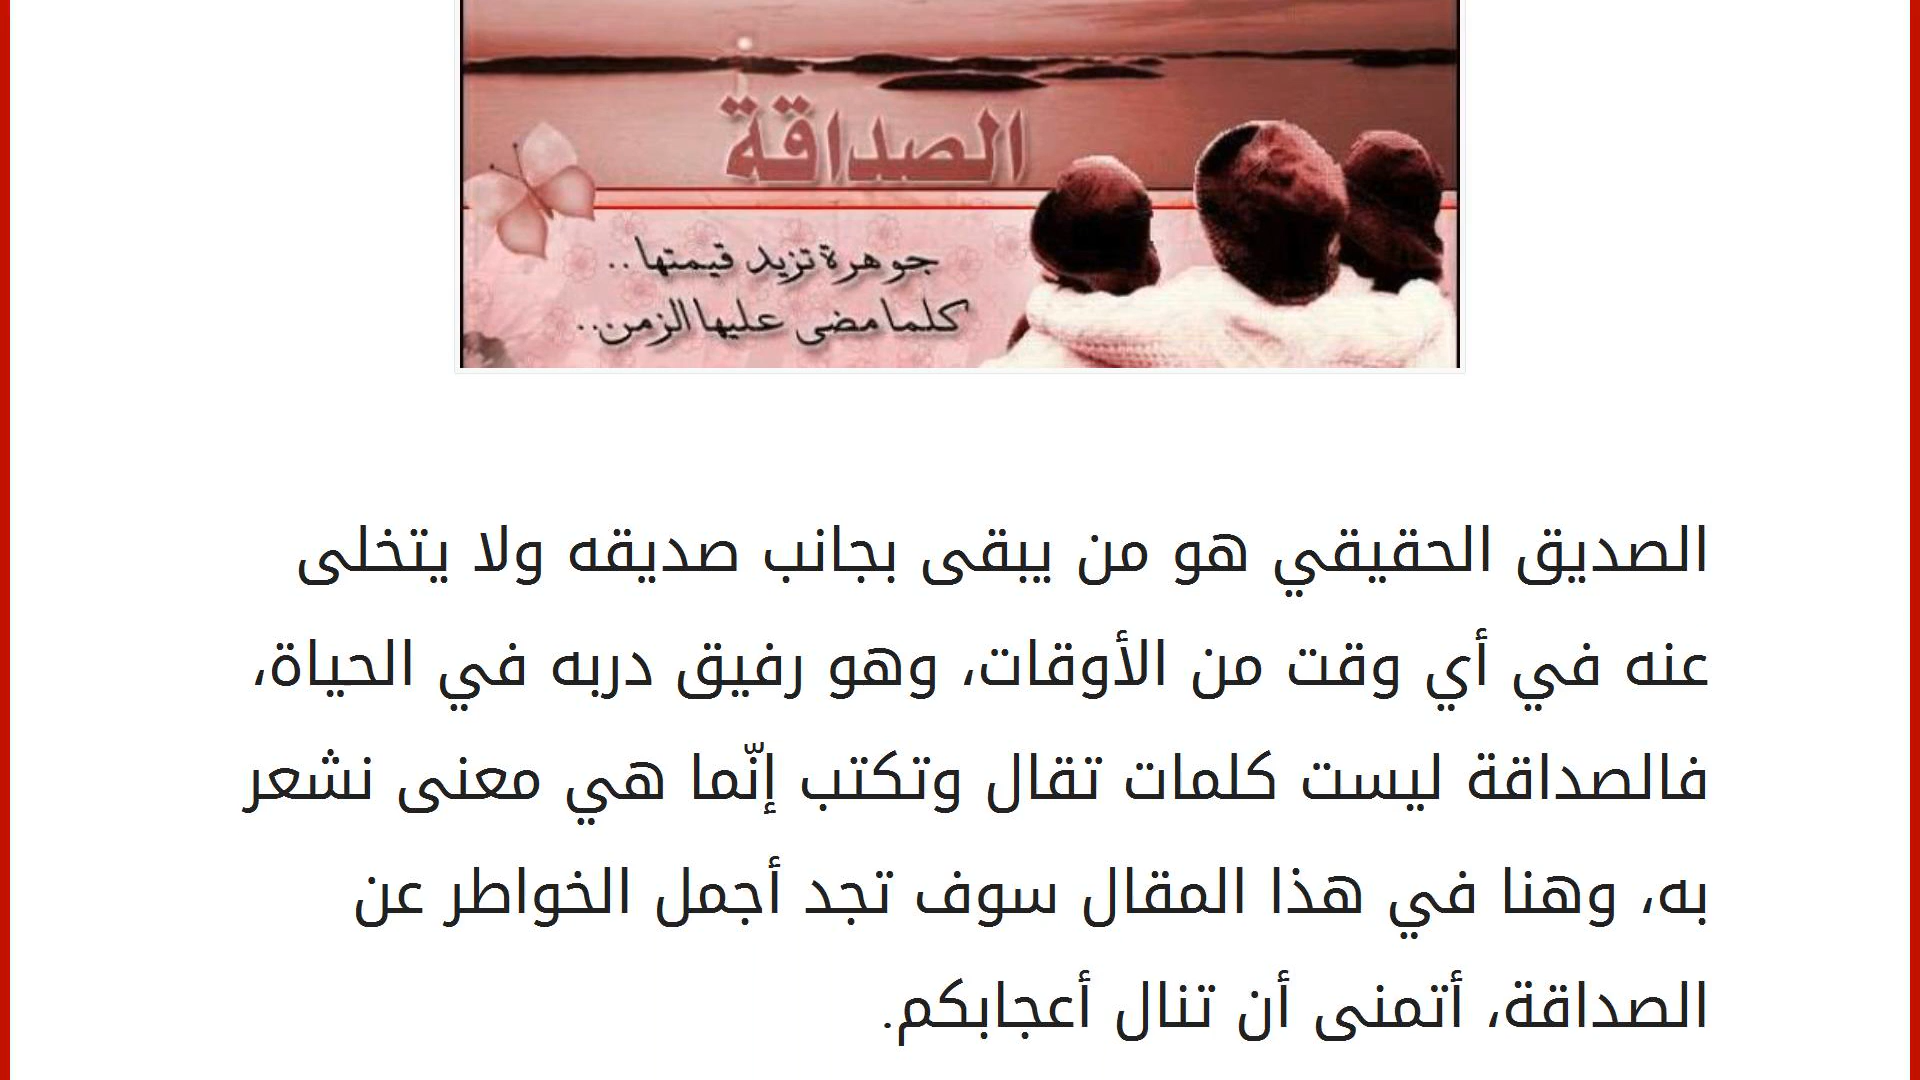 الصداقة
جوهرة تزيد قيمتها..
كلما مضى عليها الزمن..
الصديق الحقيقي هو من يبقى بجانب صديقه ولا يتخلى
عنه في أي وقت من الأوقات، وهو رفيق دربه في الحياة،
فالصداقة ليست كلمات تقال وتكتب إنّما هي معنى نشعر
به، وهنا في هذا المقال سوف تجد أجمل الخواطر عن
الصداقة، أتمنى أن تنال أعجابكم.